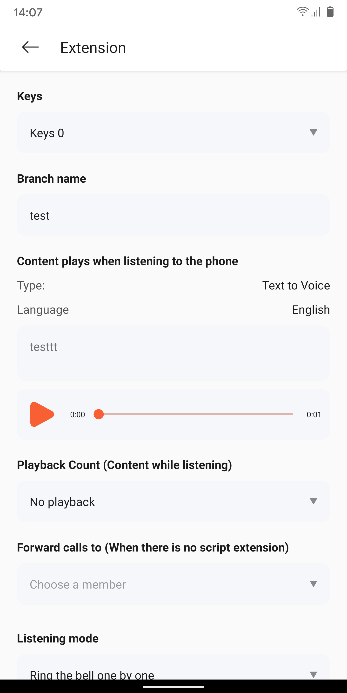 14:07
Extension
Keys
Keys 0
Branch name
test
Content plays when listening to the phone
Type: Text to Voice
Language English
testtt
0:00 0:01
Playback Count (Content while listening)
No playback
Forward calls to (When there is no script extension)
Choose a member
Listening mode
Ring the bell one by one